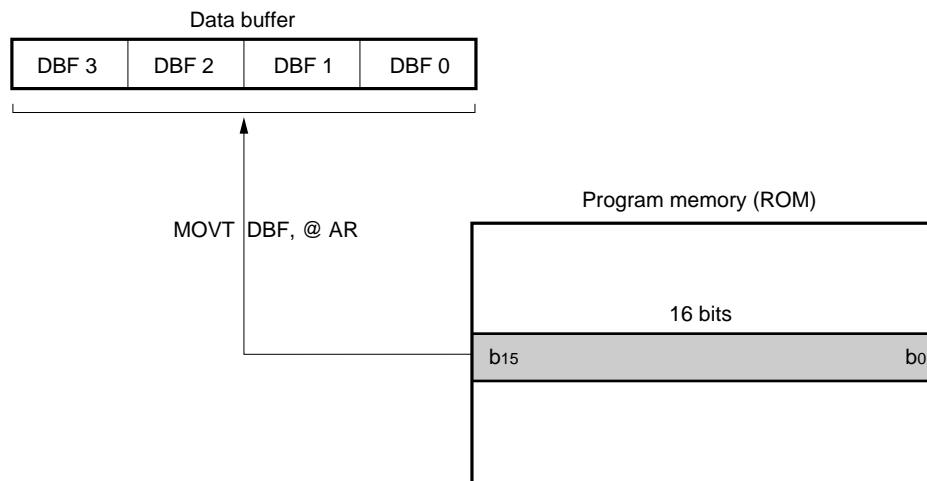 Data buffer
DBF 3 DBF 2 DBF 1 DBF 0
Program memory (ROM)
MOVT DBF, @ AR
16 bits
b15 b0